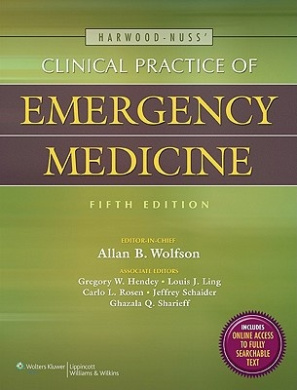 HARWOOD-NUSS'
CLINICAL PRACTICE OF
EMERGENCY
MEDICINE
FIFTH EDITION
EDITOR-IN-CHIEF
Allan B. Wolfson
ASSOCIATE EDITORS
Gregory W. Hendey • Louis J. Ling
Carlo L. Rosen • Jeffrey Schaider
Ghazala Q. Sharieff
INCLUDES
ONLINE ACCESS
TO FULLY
SEARCHABLE
TEXT
Wolters Kluwer
Lippincott
Williams & Wilkins